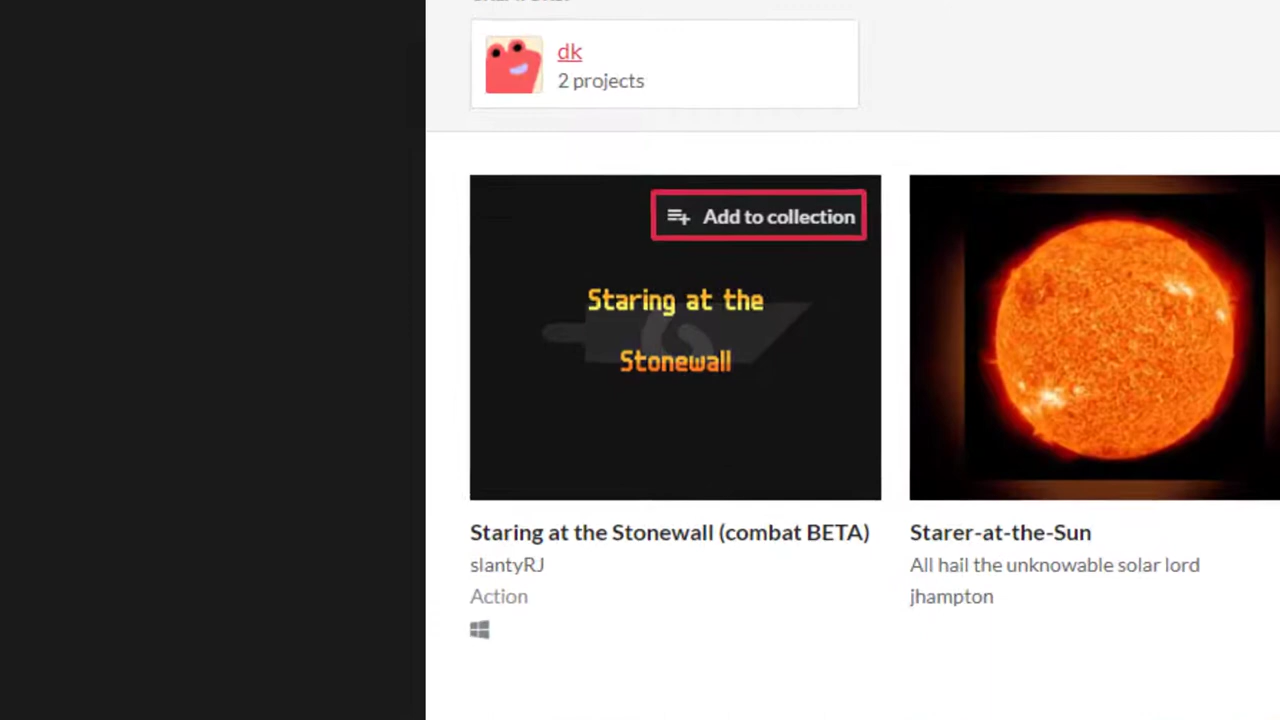 dk
2 projects
Add to collection
Staring at the
Stonewall
Staring at the Stonewall (combat BETA)
slantyRJ
Action
Starer-at-the-Sun
All hail the unknowable solar lord
jhampton